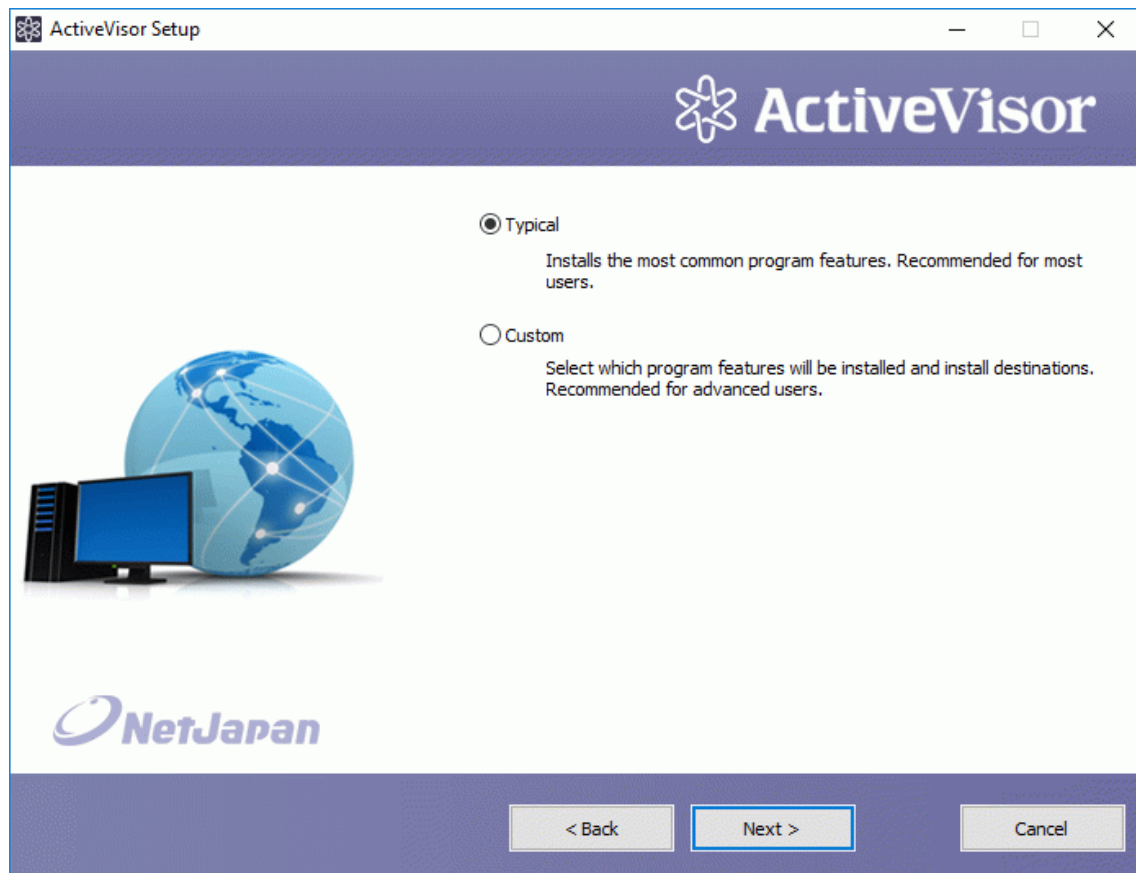 ActiveVisor Setup
ActiveVisor
Typical
Installs the most common program features. Recommended for most
users.
Custom
Select which program features will be installed and install destinations.
Recommended for advanced users.
NetJapan
< Back
Next >
Cancel